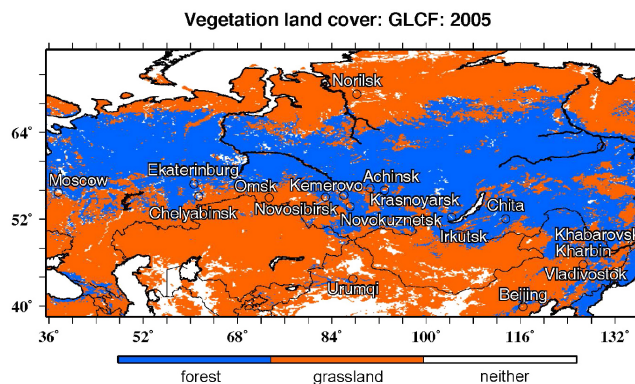 Vegetation land cover: GLCF: 2005
Norilsk
64°
Ekaterinburg
Achinsk
Moscow
Omsk
Kemerovo
Krasnoyarsk
Chelyabinsk
Novosibirsk
Chita
Novokuznetsk
52°
Irkutsk
Khabarovsk
Kharbin
Vladivostok
Urumqi
Beijing
40°
36° 52° 68° 84° 100° 116° 132°
forest grassland neither